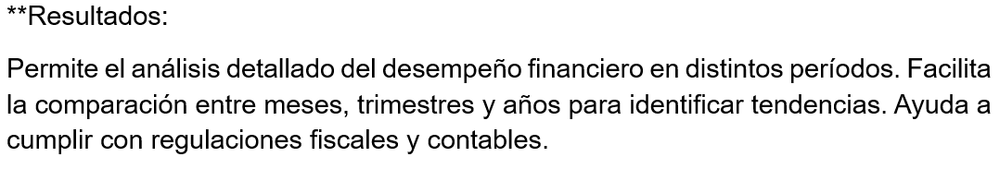 **Resultados:
Permite el análisis detallado del desempeño financiero en distintos períodos. Facilita
la comparación entre meses, trimestres y años para identificar tendencias. Ayuda a
cumplir con regulaciones fiscales y contables.